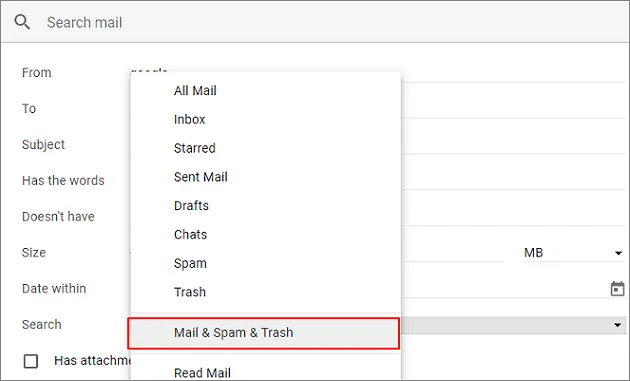 Search mail
From
google
All Mail
To
Inbox
Subject
Starred
Has the words
Sent Mail
Doesn't have
Drafts
Chats
Size
MB
Spam
Date within
Trash
Search
Mail & Spam & Trash
Has attachme
Read Mail